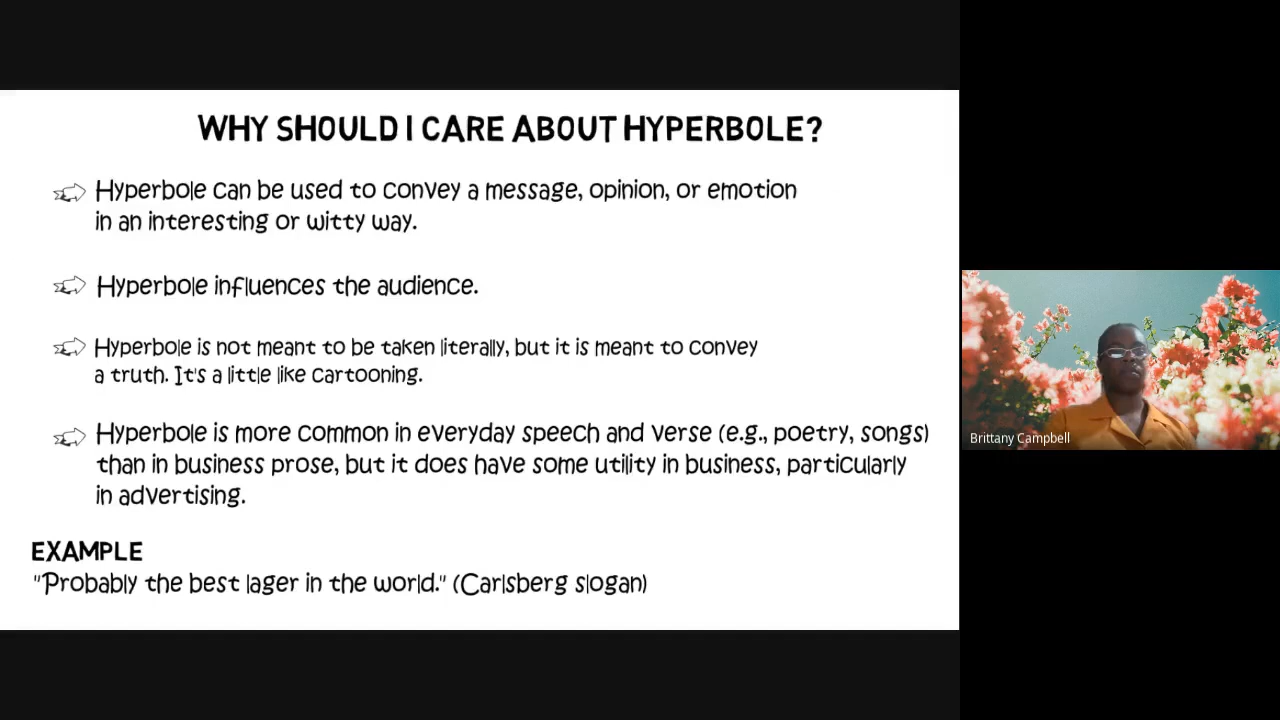 WHY SHOULD I CARE ABOUT HYPERBOLE?
Hyperbole can be used to convey a message, opinion, or emotion
in an interesting or witty way.
Hyperbole influences the audience.
Hyperbole is not meant to be taken literally, but it is meant to convey
a truth. It's a little like cartooning.
Hyperbole is more common in everyday speech and verse (e.g., poetry, songs)
than in business prose, but it does have some utility in business, particularly
in advertising.
EXAMPLE
"Probably the best lager in the world." (Carlsberg slogan)
Brittany Campbell